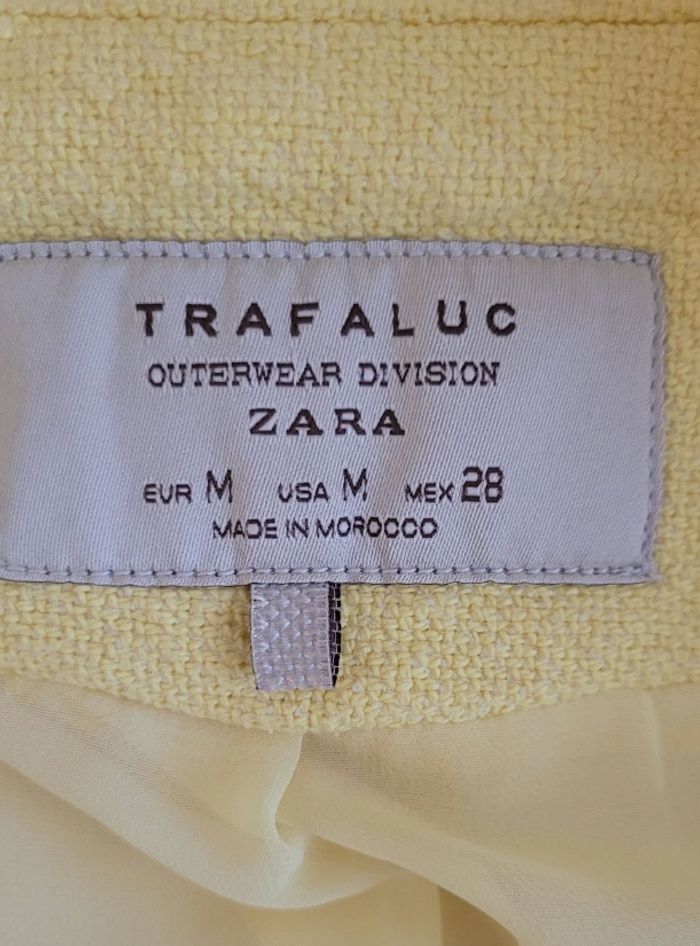 TRAFALUC
OUTERWEAR DIVISION
ZARA
EUR M USA M MEX 28
MADE IN MOROCCO